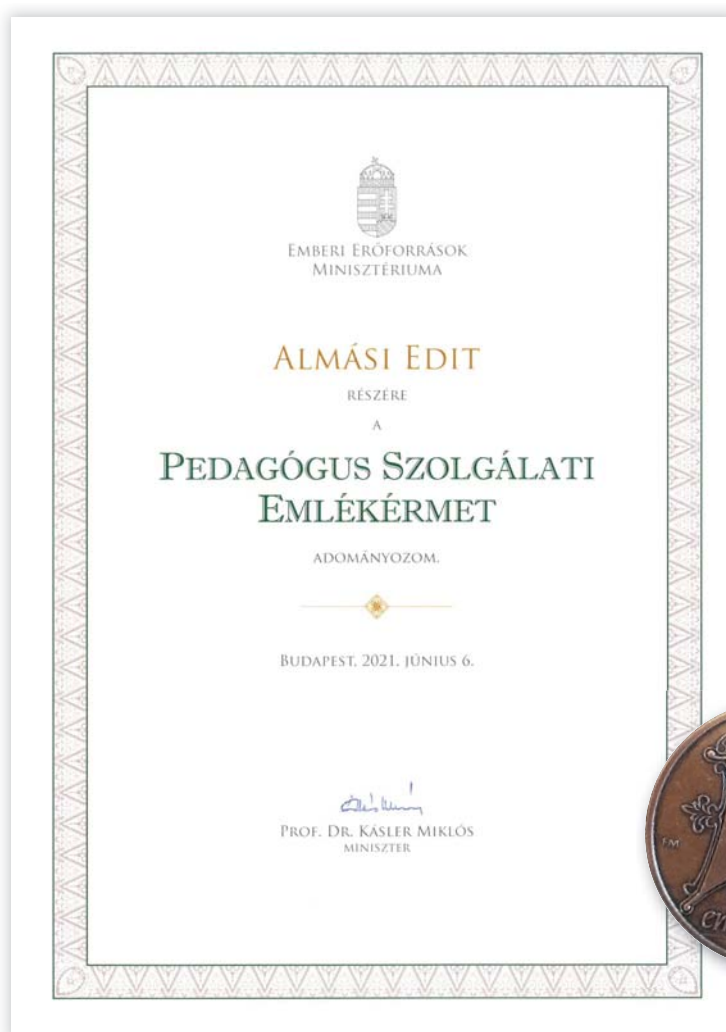 EMBERI ERŐFORRÁSOK
MINISZTÉRIUMA
ALMÁSI EDIT
RÉSZÉRE
A
PEDAGÓGUS SZOLGÁLATI
EMLÉKÉRMET
ADOMÁNYOZOM.
BUDAPEST, 2021. JÚNIUS 6.
PROF. DR. KÁSLER MIKLÓS
MINISZTER
FM